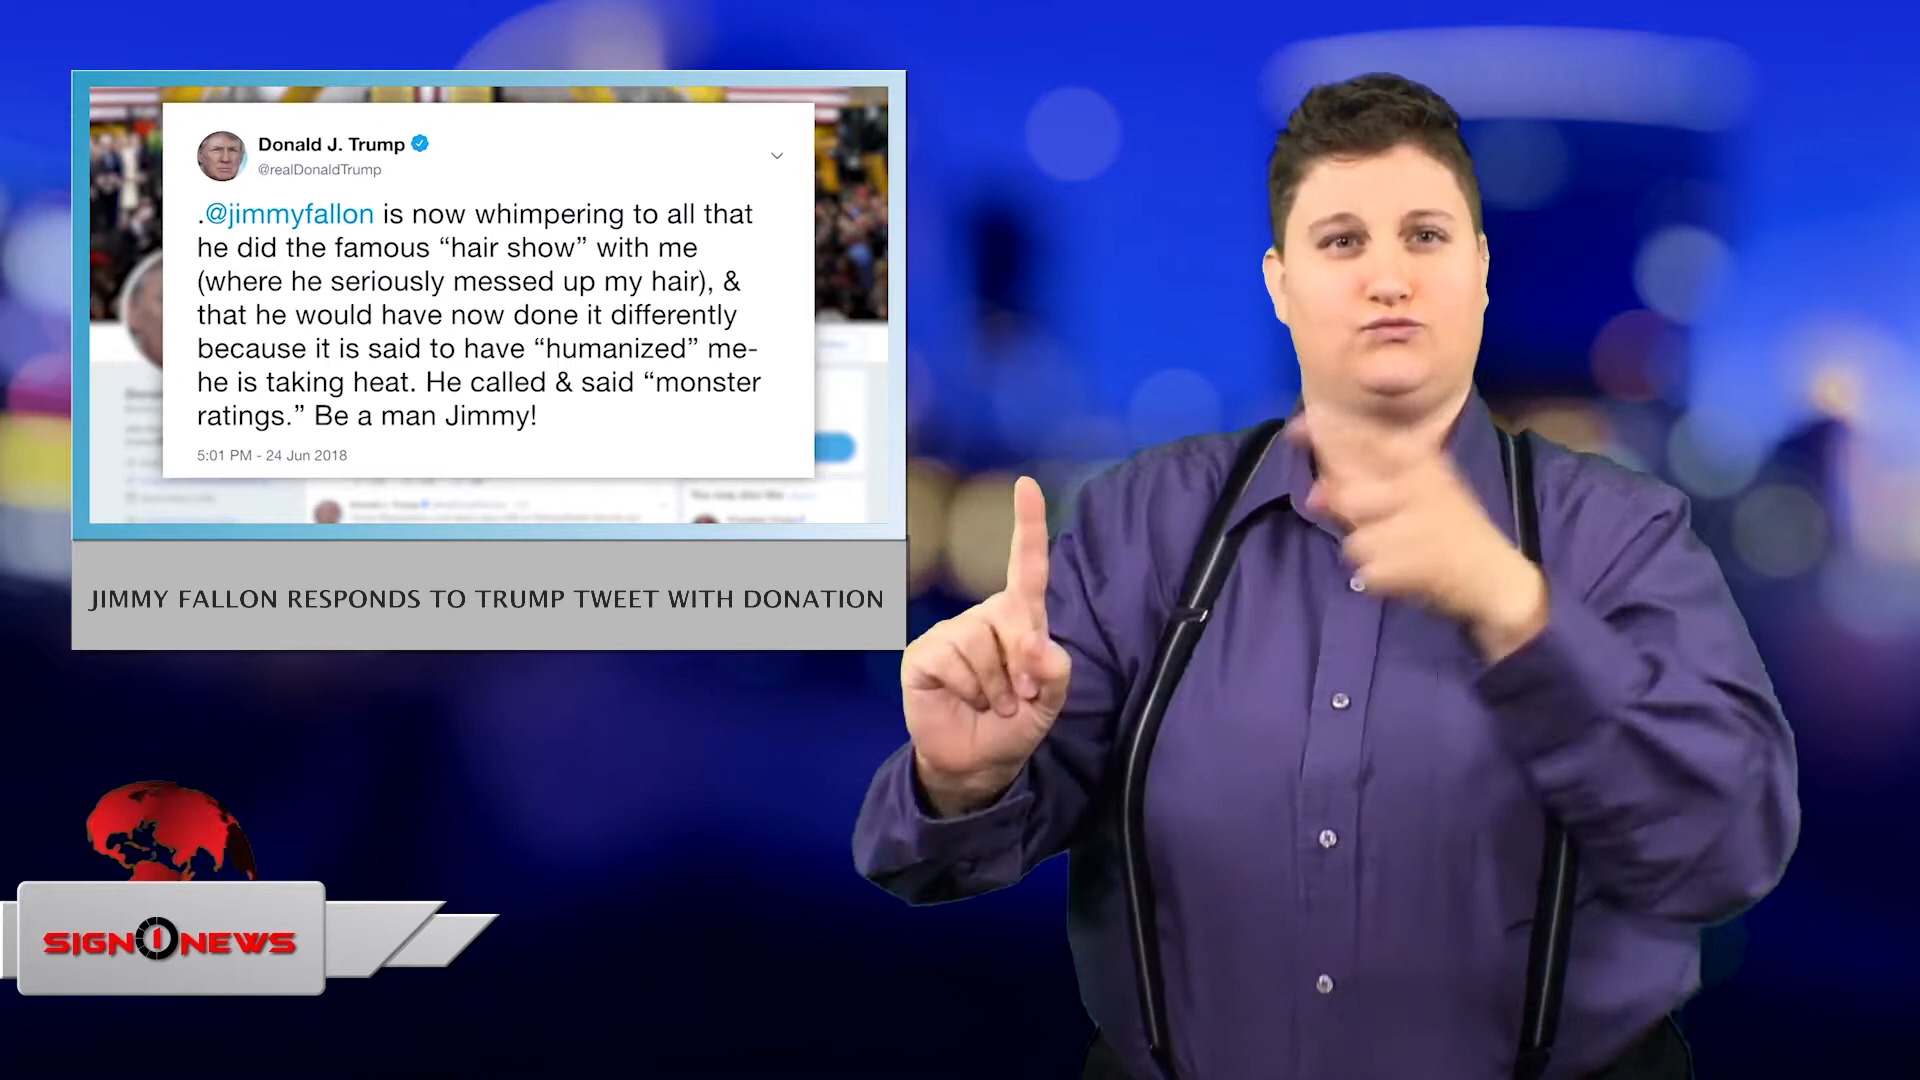 Donald J. Trump
@realDonaldTrump
.@jimmyfallon is now whimpering to all that
he did the famous “hair show” with me
(where he seriously messed up my hair), &
that he would have now done it differently
because it is said to have “humanized” me-
he is taking heat. He called & said “monster
ratings.” Be a man Jimmy!
5:01 PM - 24 Jun 2018
JIMMY FALLON RESPONDS TO TRUMP TWEET WITH DONATION
SIGN1NEWS